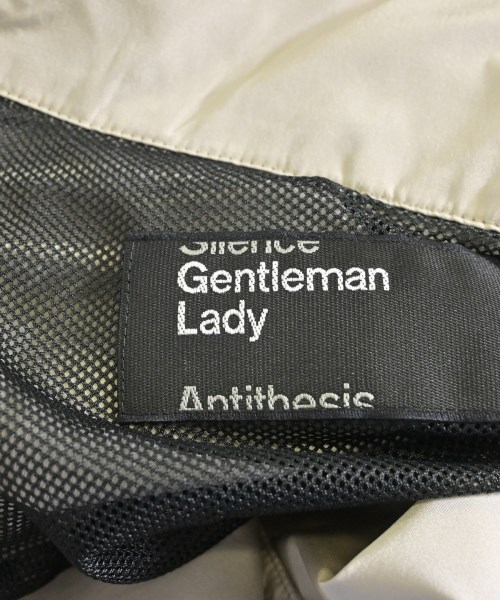 Silence
Gentleman
Lady
Antithesis